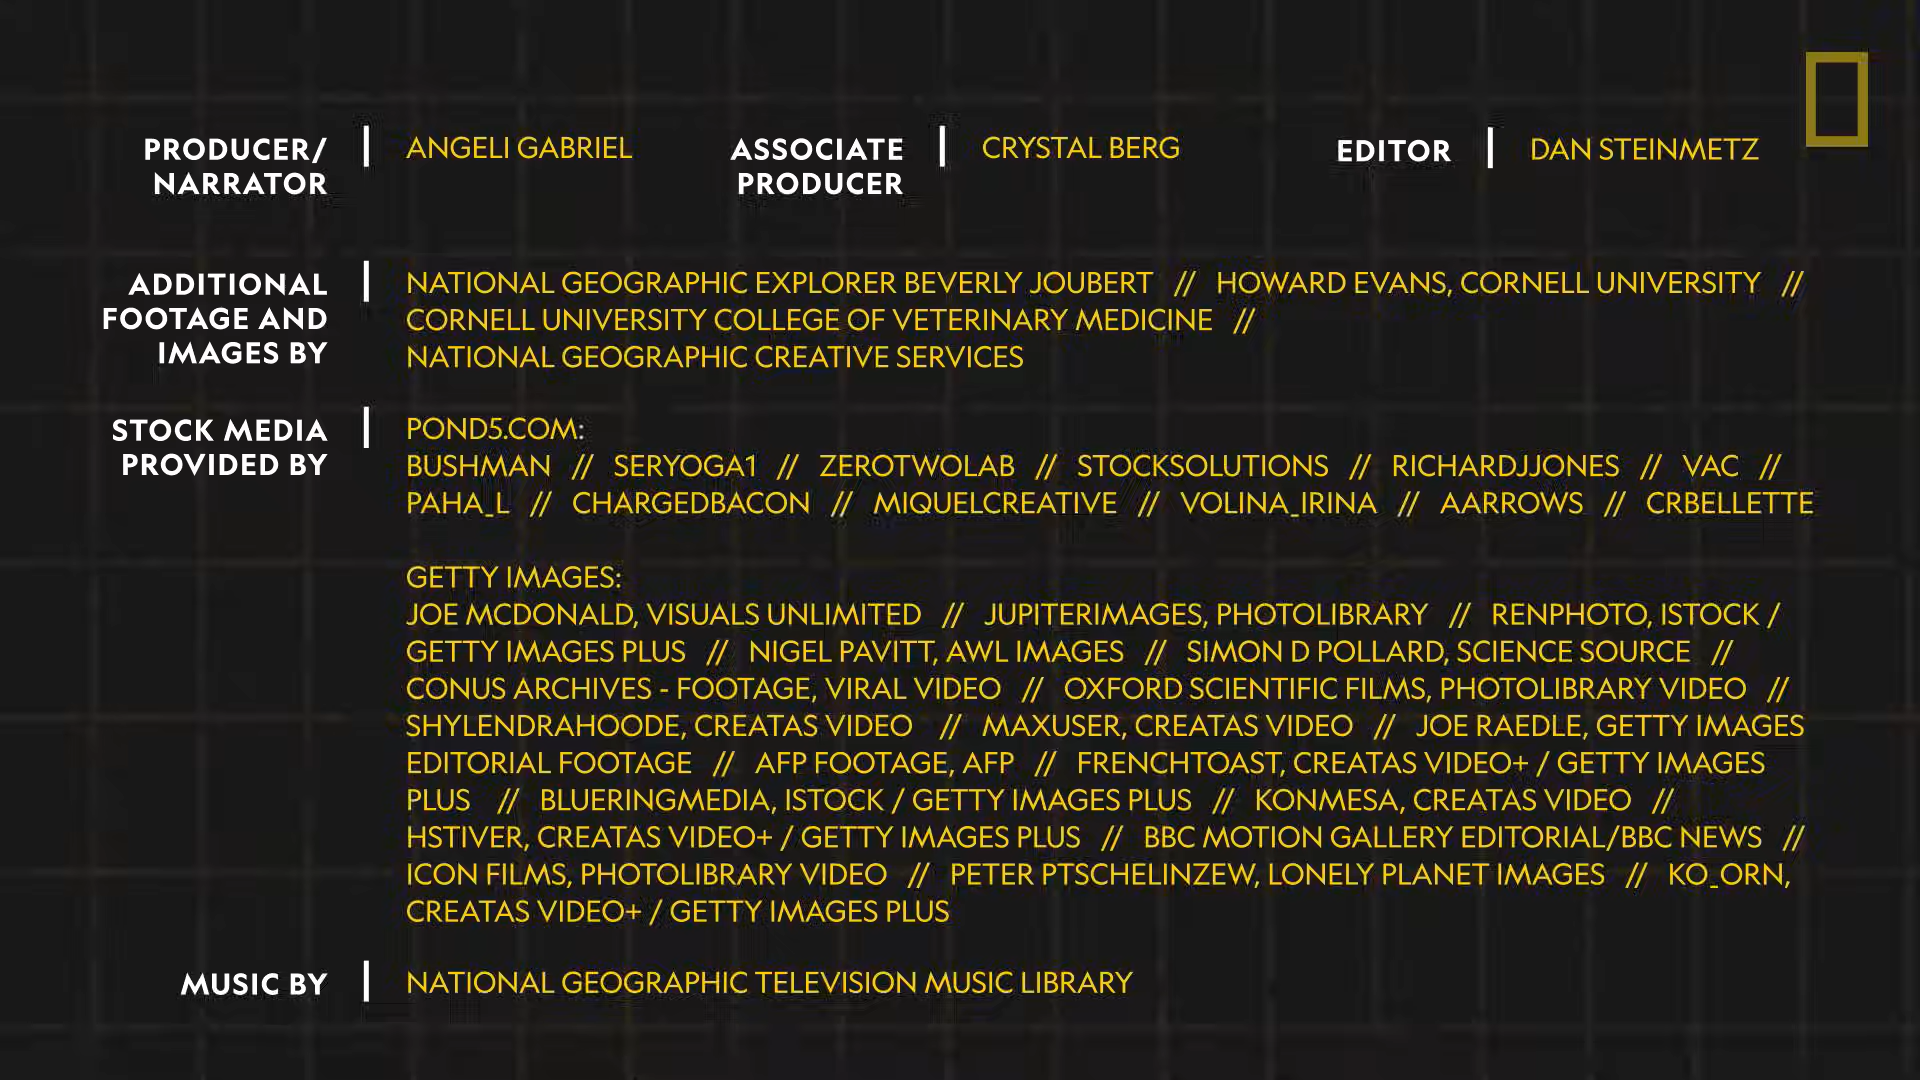 PRODUCER/ NARRATOR | ANGELI GABRIEL
ASSOCIATE PRODUCER | CRYSTAL BERG
EDITOR | DAN STEINMETZ
ADDITIONAL FOOTAGE AND IMAGES BY |
NATIONAL GEOGRAPHIC EXPLORER BEVERLY JOUBERT // HOWARD EVANS, CORNELL UNIVERSITY //
CORNELL UNIVERSITY COLLEGE OF VETERINARY MEDICINE //
NATIONAL GEOGRAPHIC CREATIVE SERVICES
STOCK MEDIA PROVIDED BY |
POND5.COM:
BUSHMAN // SERYOGA1 // ZEROTWOLAB // STOCKSOLUTIONS // RICHARDJJONES // VAC //
PAHA_L // CHARGEDBACON // MIQUELCREATIVE // VOLINA_IRINA // AARROWS // CRBELLETTE
GETTY IMAGES:
JOE MCDONALD, VISUALS UNLIMITED // JUPITERIMAGES, PHOTOLIBRARY // RENPHOTO, ISTOCK /
GETTY IMAGES PLUS // NIGEL PAVITT, AWL IMAGES // SIMON D POLLARD, SCIENCE SOURCE //
CONUS ARCHIVES - FOOTAGE, VIRAL VIDEO // OXFORD SCIENTIFIC FILMS, PHOTOLIBRARY VIDEO //
SHYLENDRAHOODE, CREATAS VIDEO // MAXUSER, CREATAS VIDEO // JOE RAEDLE, GETTY IMAGES
EDITORIAL FOOTAGE // AFP FOOTAGE, AFP // FRENCHTOAST, CREATAS VIDEO+ / GETTY IMAGES
PLUS // BLUERINGMEDIA, ISTOCK / GETTY IMAGES PLUS // KONMESA, CREATAS VIDEO //
HSTIVER, CREATAS VIDEO+ / GETTY IMAGES PLUS // BBC MOTION GALLERY EDITORIAL/BBC NEWS //
ICON FILMS, PHOTOLIBRARY VIDEO // PETER PTSCHELINZEW, LONELY PLANET IMAGES // KO_ORN,
CREATAS VIDEO+ / GETTY IMAGES PLUS
MUSIC BY | NATIONAL GEOGRAPHIC TELEVISION MUSIC LIBRARY